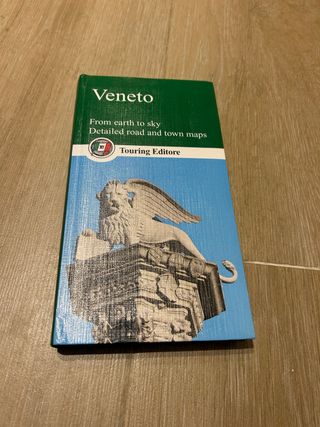 Veneto
From earth to sky
Detailed road and town maps
Touring Editore